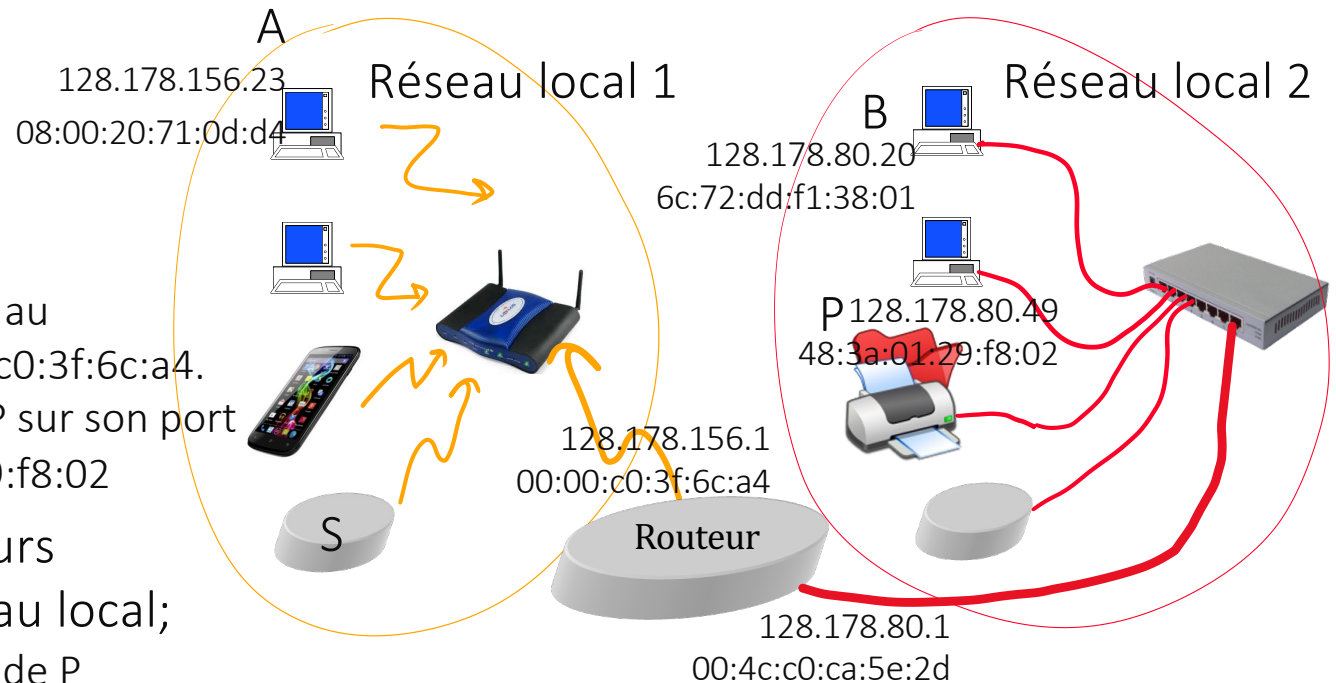 A
128.178.156.23
08:00:20:71:0d:d4
Réseau local 1
Réseau local 2
B
128.178.80.20
6c:72:dd:f1:38:01
P 128.178.80.49
48:3a:01:29:f8:02
au
c0:3f:6c:a4.
P sur son port
:f8:02
urs
au local;
de P
128.178.156.1
00:00:c0:3f:6c:a4
S
Routeur
128.178.80.1
00:4c:c0:ca:5e:2d